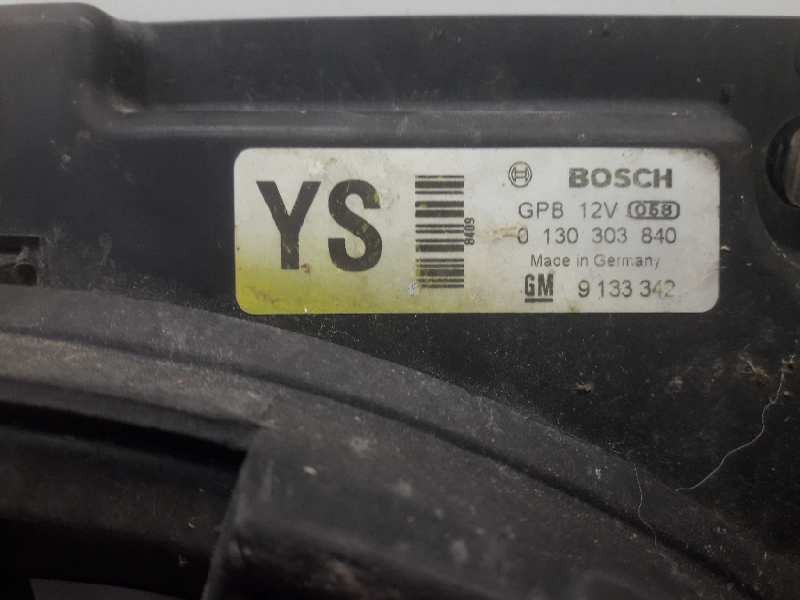 YS
8409
BOSCH
GPB 12V 058
0 130 303 840
Made in Germany
GM 9 133 342